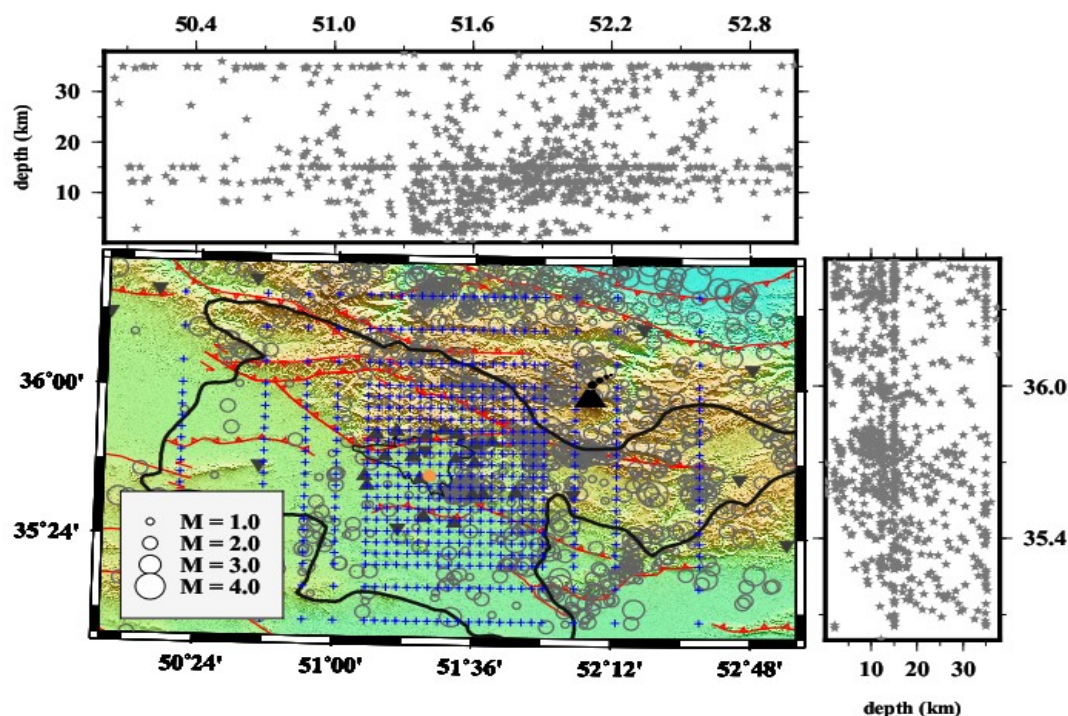 50.4 51.0 51.6 52.2 52.8
depth (km)
30
20
10
36°00'
35°24'
M = 1.0
M = 2.0
M = 3.0
M = 4.0
50°24' 51°00' 51°36' 52°12' 52°48'
36.0
35.4
10 20 30
depth (km)